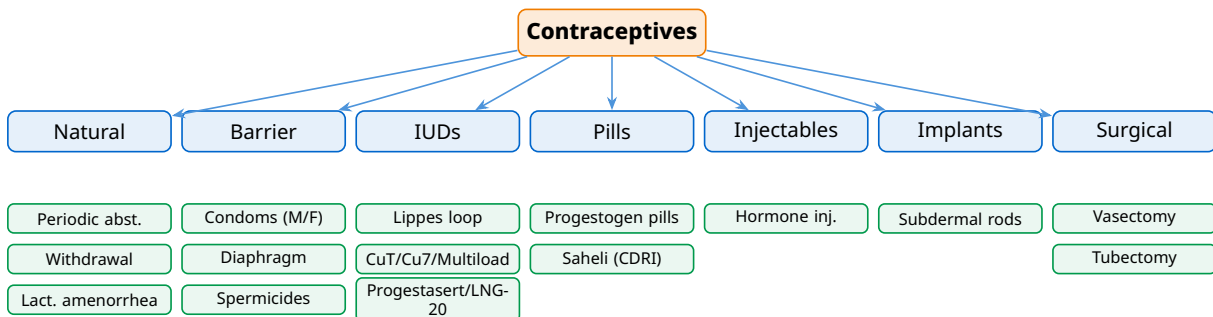 Contraceptives
Natural
Barrier
IUDs
Pills
Injectables
Implants
Surgical
Periodic abst.
Condoms (M/F)
Lippes loop
Progestogen pills
Hormone inj.
Subdermal rods
Vasectomy
Withdrawal
Diaphragm
CuT/Cu7/Multiload
Saheli (CDRI)
Tubectomy
Lact. amenorrhea
Spermicides
Progestasert/LNG-
20